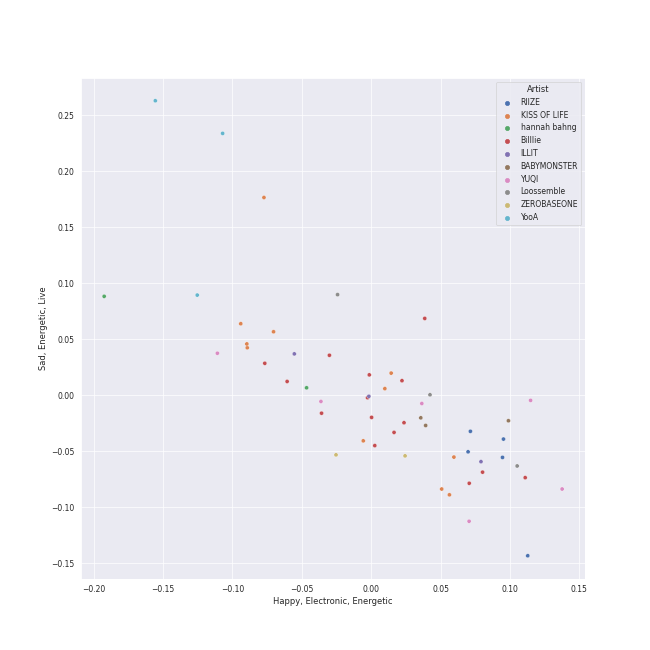 Artist
RIIZE
KISS OF LIFE
hannah bahng
Billlie
ILLIT
BABYMONSTER
YUQI
Loossemble
ZEROBASEONE
YooA
Sad, Energetic, Live
0.25
0.20
0.15
0.10
0.05
0.00
−0.05
−0.10
−0.15
−0.20 −0.15 −0.10 −0.05 0.00 0.05 0.10 0.15
Happy, Electronic, Energetic